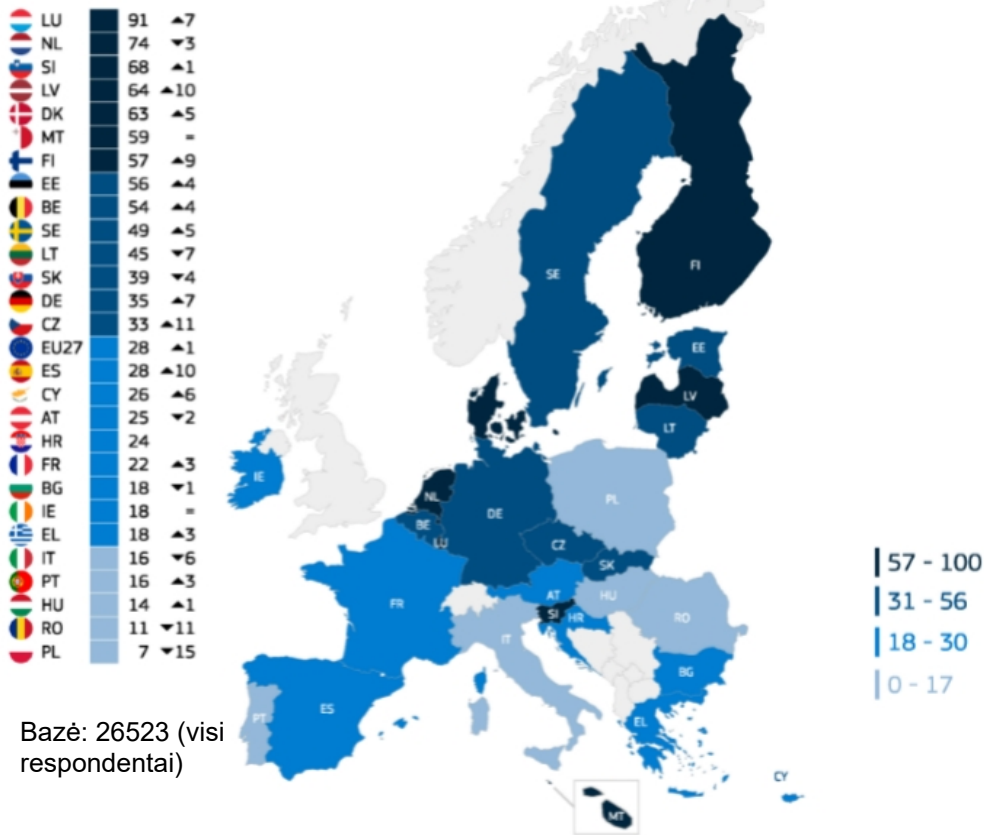 LU 91 ▲7
NL 74 ▼3
SI 68 ▲1
LV 64 ▲10
DK 63 ▲5
MT 59 =
FI 57 ▲9
EE 56 ▲4
BE 54 ▲4
SE 49 ▲5
LT 45 ▼7
SK 39 ▼4
DE 35 ▲7
CZ 33 ▲11
EU27 28 ▲1
ES 28 ▲10
CY 26 ▲6
AT 25 ▼2
HR 24
FR 22 ▲3
BG 18 ▼1
IE 18 =
EL 18 ▲3
IT 16 ▼6
PT 16 ▲3
HU 14 ▲1
RO 11 ▼11
PL 7 ▼15
Bazė: 26523 (visi
respondentai)
FI
SE
EE
LV
LT
IE
NL
PL
DE
BE
LU
CZ
SK
AT
HU
FR
SI
HR
RO
IT
BG
ES
PT
EL
CY
MT
57 - 100
31 - 56
18 - 30
0 - 17